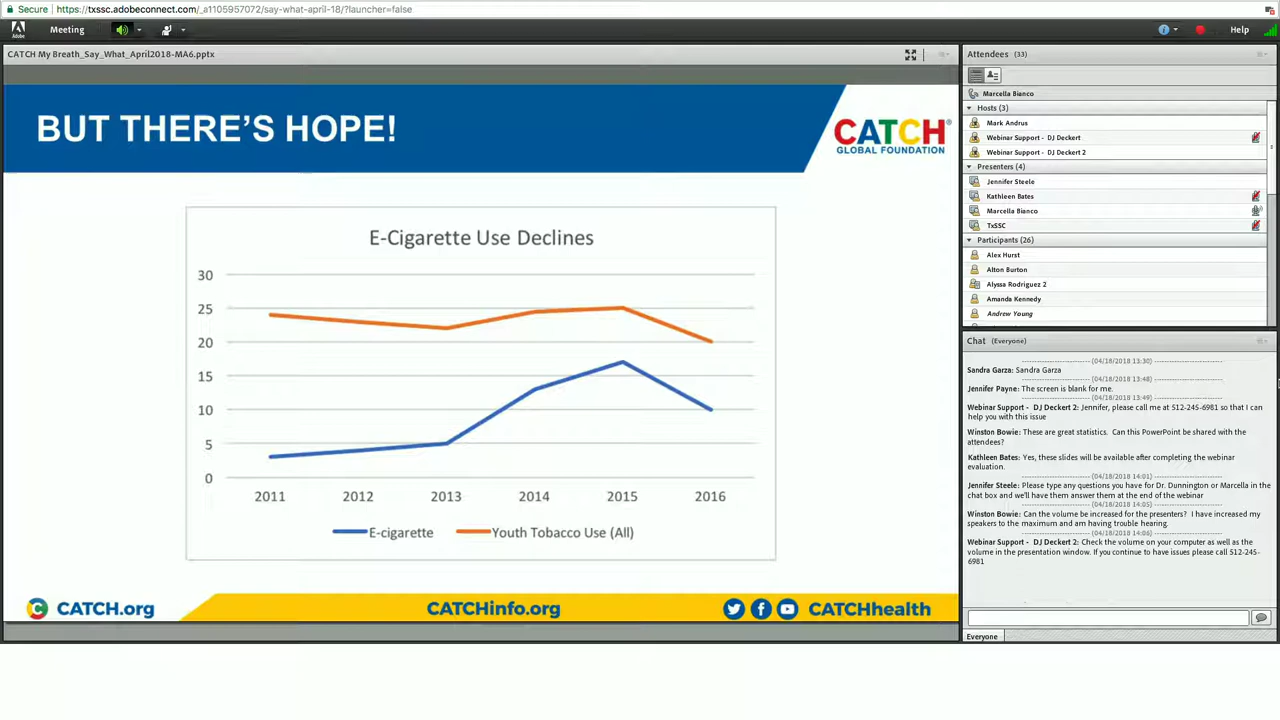 Secure
https://txssc.adobeconnect.com/_a1105957072/say-what-april-18/?launcher=false
Adobe
Meeting
Help
CATCH My Breath_Say_What_April2018-MA6.pptx
BUT THERE'S HOPE!
CATCH®
GLOBAL FOUNDATION
E-Cigarette Use Declines
30
25
20
15
10
5
0
2011 2012 2013 2014 2015 2016
E-cigarette Youth Tobacco Use (All)
C CATCH.org
CATCHinfo.org
CATCHhealth
Attendees (33)
Marcella Bianco
Hosts (3)
Mark Andrus
Webinar Support - DJ Deckert
Webinar Support - DJ Deckert 2
Presenters (4)
Jennifer Steele
Kathleen Bates
Marcella Bianco
TxSSC
Participants (26)
Alex Hurst
Alton Burton
Alyssa Rodriguez 2
Amanda Kennedy
Andrew Young
Chat (Everyone)
(04/18/2018 13:30)
Sandra Garza: Sandra Garza
(04/18/2018 13:48)
Jennifer Payne: The screen is blank for me.
(04/18/2018 13:49)
Webinar Support - DJ Deckert 2: Jennifer, please call me at 512-245-6981 so that I can
help you with this issue
Winston Bowie: These are great statistics. Can this PowerPoint be shared with the
attendees?
Kathleen Bates: Yes, these slides will be available after completing the webinar
evaluation.
(04/18/2018 14:01)
Jennifer Steele: Please type any questions you have for Dr. Dunnington or Marcella in the
chat box and we'll have them answer them at the end of the webinar
(04/18/2018 14:05)
Winston Bowie: Can the volume be increased for the presenters? I have increased my
speakers to the maximum and am having trouble hearing.
(04/18/2018 14:06)
Webinar Support - DJ Deckert 2: Check the volume on your computer as well as the
volume in the presentation window. If you continue to have issues please call 512-245-
6981
Everyone